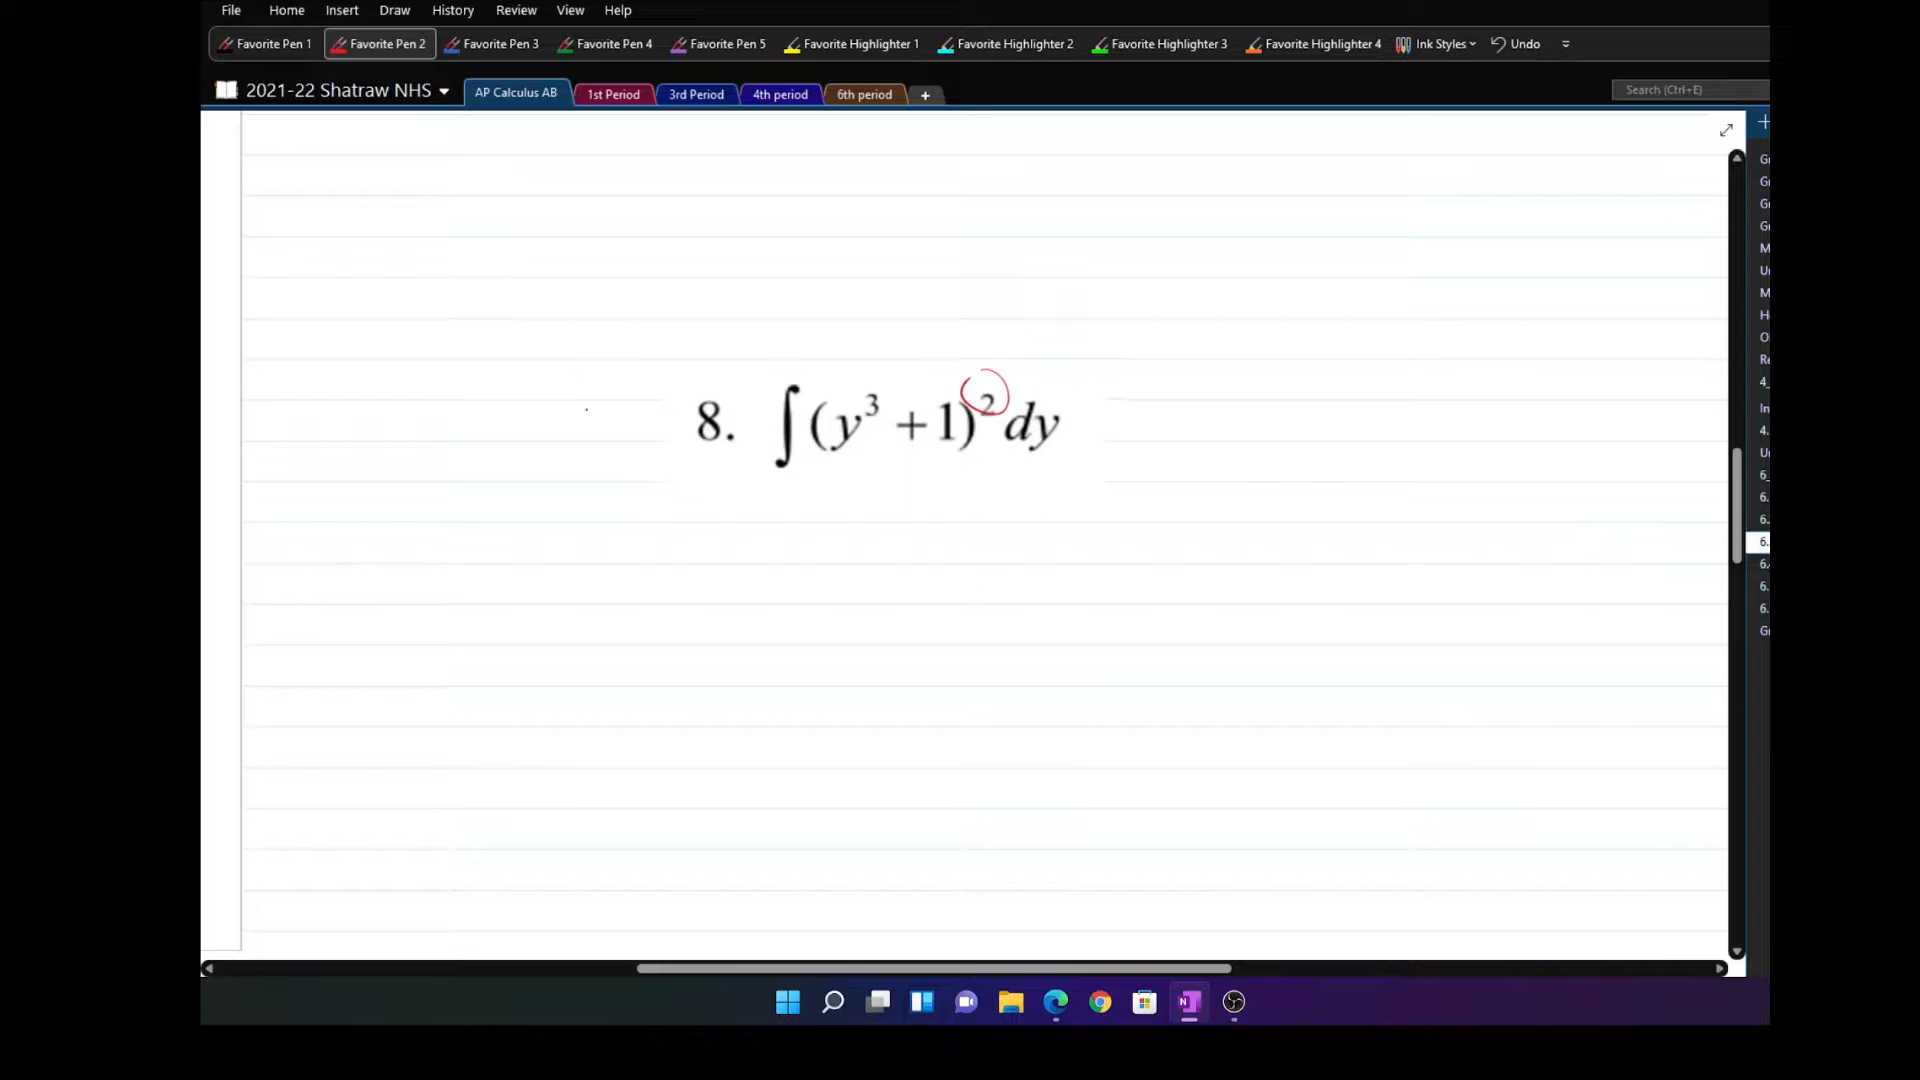 File Home Insert Draw History Review View Help
Favorite Pen 1 Favorite Pen 2 Favorite Pen 3 Favorite Pen 4 Favorite Pen 5 Favorite Highlighter 1 Favorite Highlighter 2 Favorite Highlighter 3 Favorite Highlighter 4 Ink Styles Undo
2021-22 Shatraw NHS AP Calculus AB 1st Period 3rd Period 4th period 6th period + Search (Ctrl+E)
8. ∫(y³ + 1)² dy